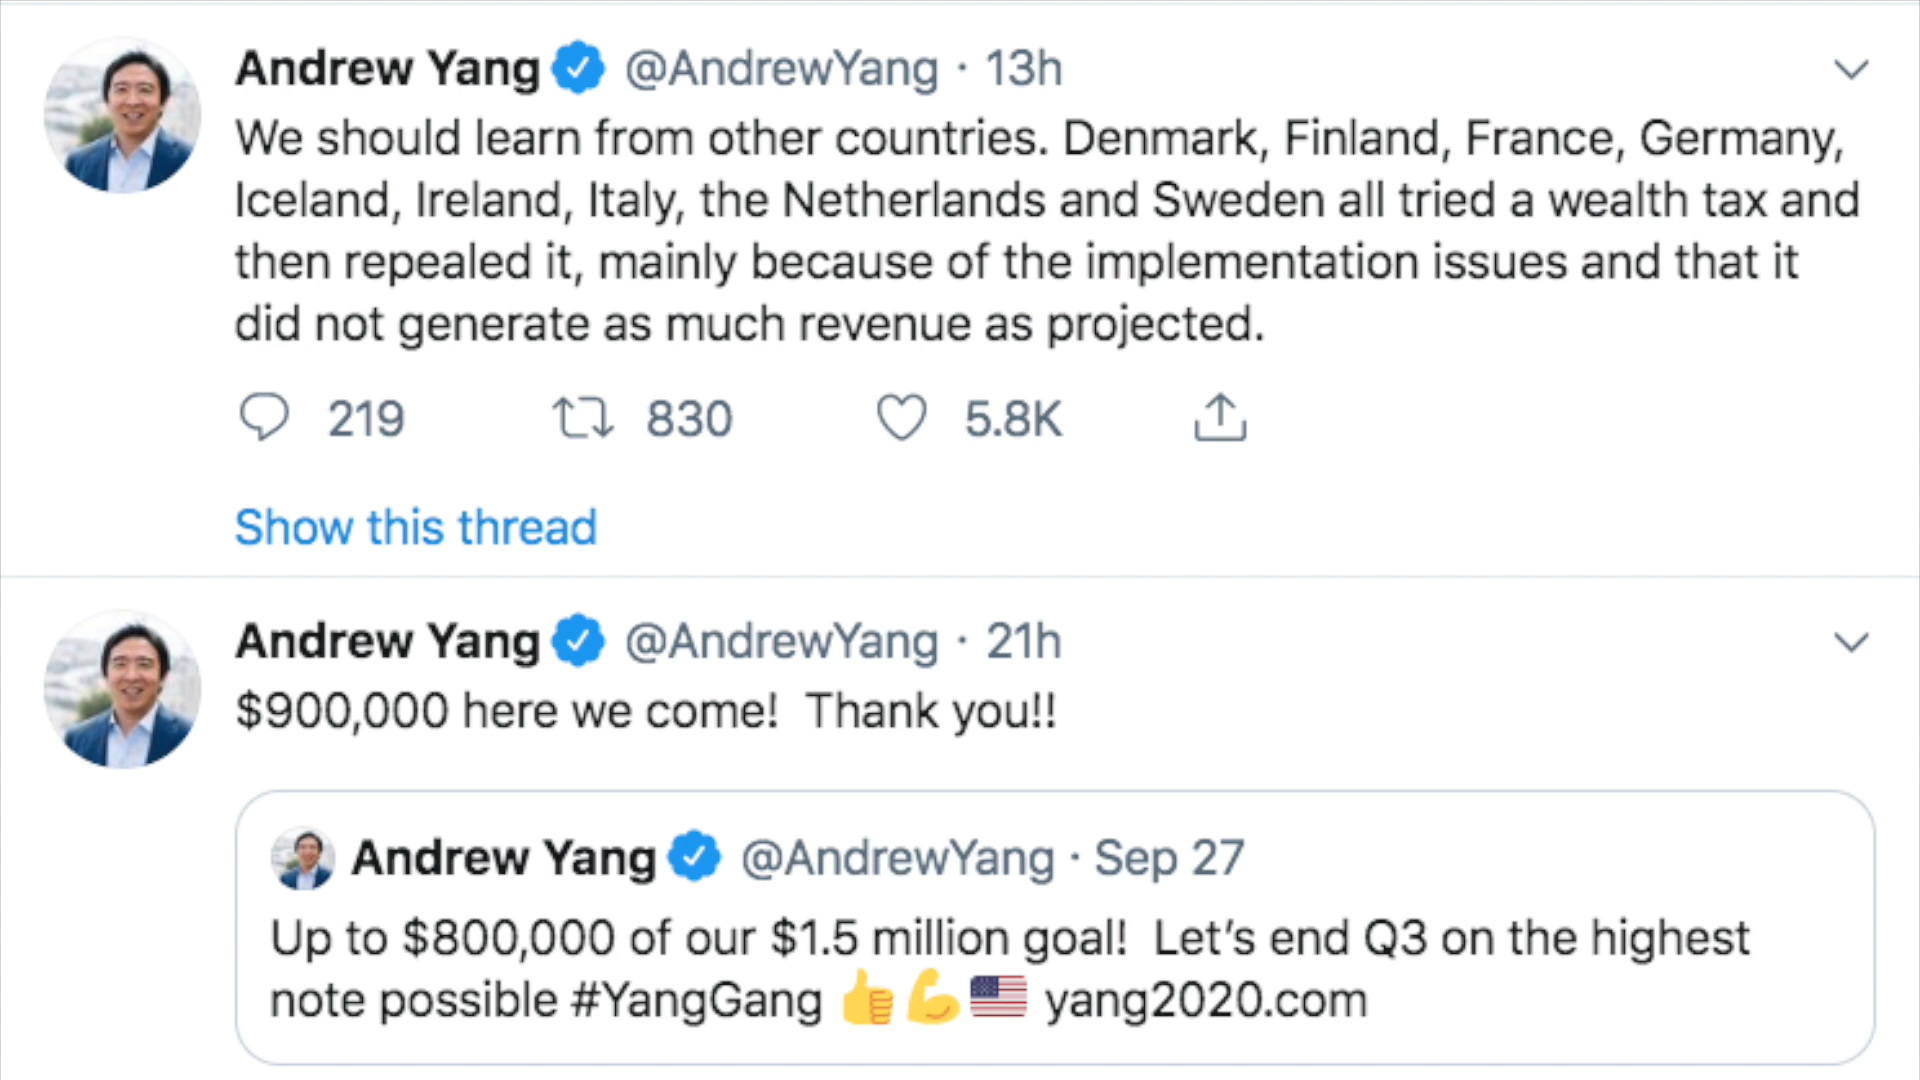 Andrew Yang @AndrewYang · 13h
We should learn from other countries. Denmark, Finland, France, Germany,
Iceland, Ireland, Italy, the Netherlands and Sweden all tried a wealth tax and
then repealed it, mainly because of the implementation issues and that it
did not generate as much revenue as projected.
219 830 5.8K
Show this thread
Andrew Yang @AndrewYang · 21h
$900,000 here we come!  Thank you!!
Andrew Yang @AndrewYang · Sep 27
Up to $800,000 of our $1.5 million goal!  Let’s end Q3 on the highest
note possible #YangGang 👍💪🇺🇸 yang2020.com